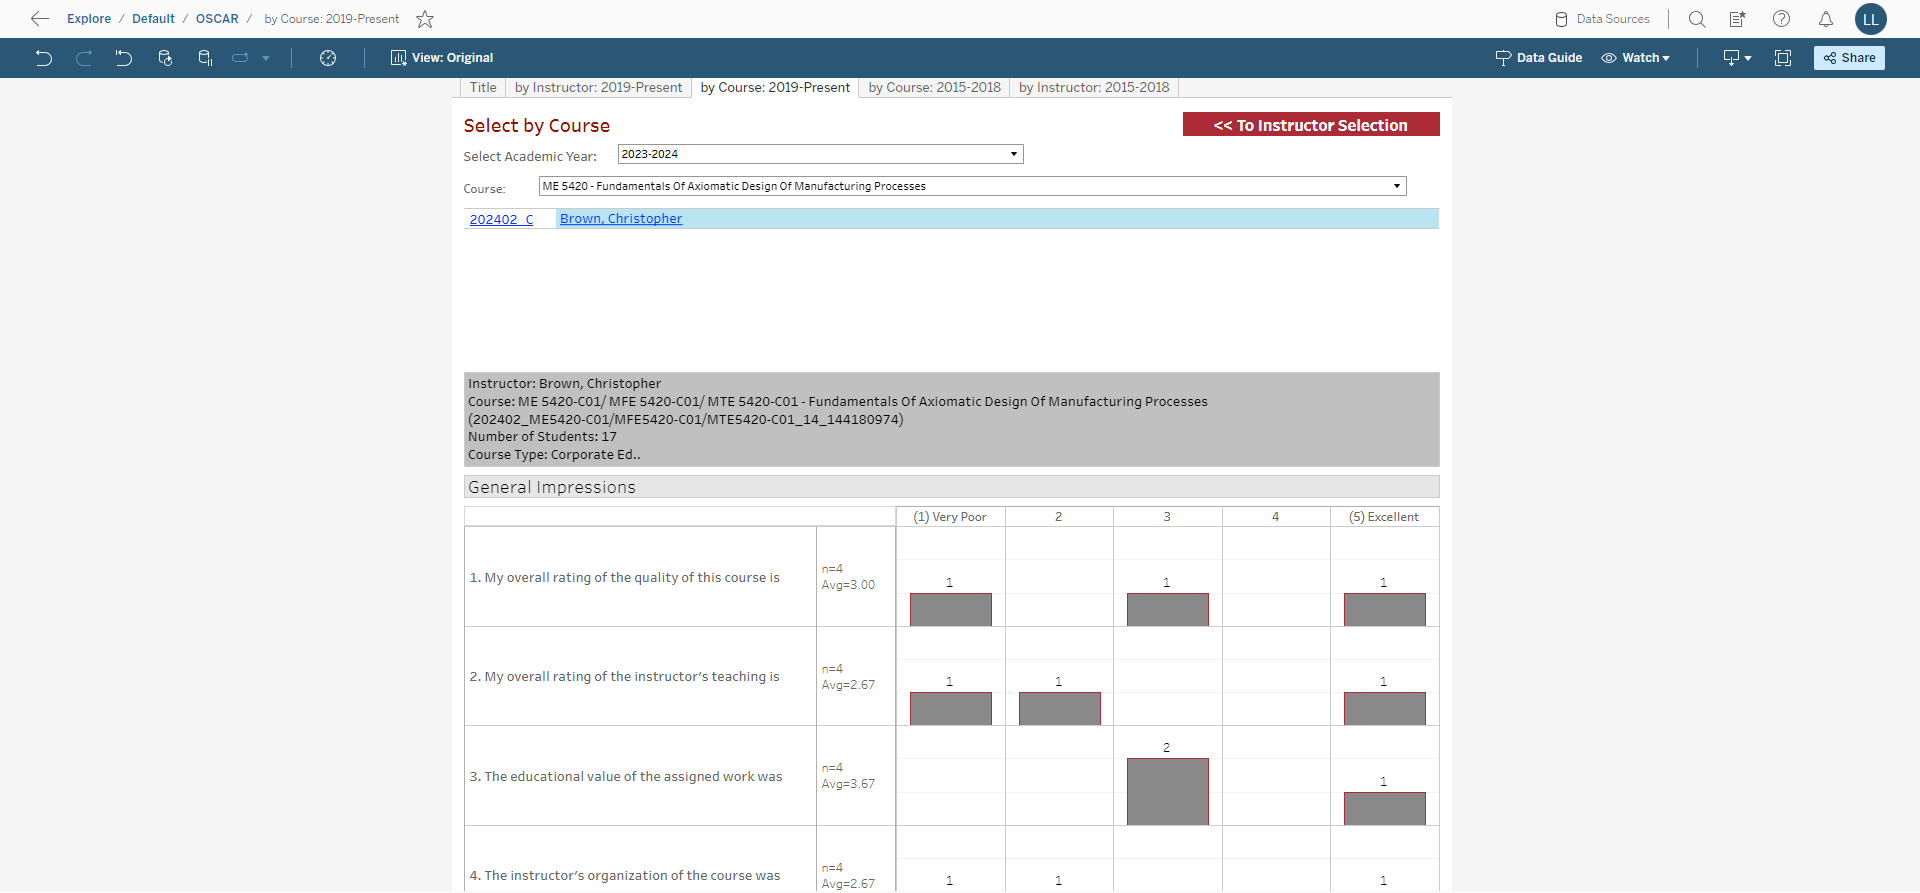 Explore / Default / OSCAR / by Course: 2019-Present
Data Sources
LL
View: Original
Data Guide
Watch
Share
Title
by Instructor: 2019-Present
by Course: 2019-Present
by Course: 2015-2018
by Instructor: 2015-2018
Select by Course
<< To Instructor Selection
Select Academic Year:
2023-2024
Course:
ME 5420 - Fundamentals Of Axiomatic Design Of Manufacturing Processes
202402_C
Brown, Christopher
Instructor: Brown, Christopher
Course: ME 5420-C01/ MFE 5420-C01/ MTE 5420-C01 - Fundamentals Of Axiomatic Design Of Manufacturing Processes
(202402_ME5420-C01/MFE5420-C01/MTE5420-C01_14_144180974)
Number of Students: 17
Course Type: Corporate Ed..
General Impressions
(1) Very Poor
2
3
4
(5) Excellent
1. My overall rating of the quality of this course is
n=4
Avg=3.00
1
1
1
2. My overall rating of the instructor's teaching is
n=4
Avg=2.67
1
1
1
3. The educational value of the assigned work was
n=4
Avg=3.67
2
1
4. The instructor's organization of the course was
n=4
Avg=2.67
1
1
1